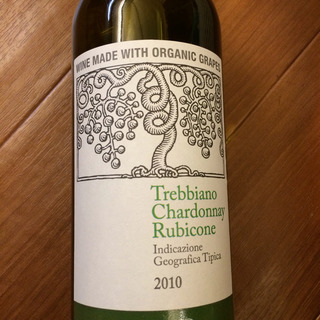 WINE MADE WITH ORGANIC GRAPES
Trebbiano
Chardonnay
Rubicone
Indicazione
Geografica Tipica
2010